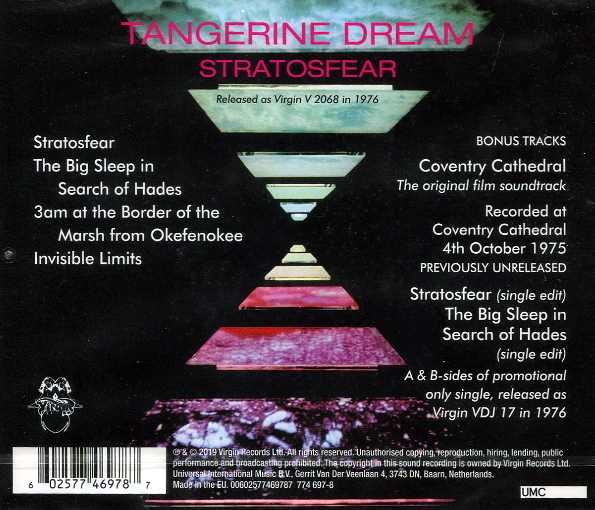 TANGERINE DREAM
STRATOSFEAR
Released as Virgin V 2068 in 1976
Stratosfear
The Big Sleep in
Search of Hades
3am at the Border of the
Marsh from Okefenokee
Invisible Limits
BONUS TRACKS
Coventry Cathedral
The original film soundtrack
Recorded at
Coventry Cathedral
4th October 1975
PREVIOUSLY UNRELEASED
Stratosfear (single edit)
The Big Sleep in
Search of Hades
(single edit)
A & B-sides of promotional
only single, released as
Virgin VDJ 17 in 1976
℗ & © 2019 Virgin Records Ltd. All rights reserved. Unauthorised copying, reproduction, hiring, lending, public
performance and broadcasting prohibited. The copyright in this sound recording is owned by Virgin Records Ltd.
Universal International Music B.V., Gerrit Van Der Veenlaan 4, 3743 DN, Baarn, Netherlands.
Made in the EU. 00602577469787 774 697-8
6 02577 46978 7
UMC